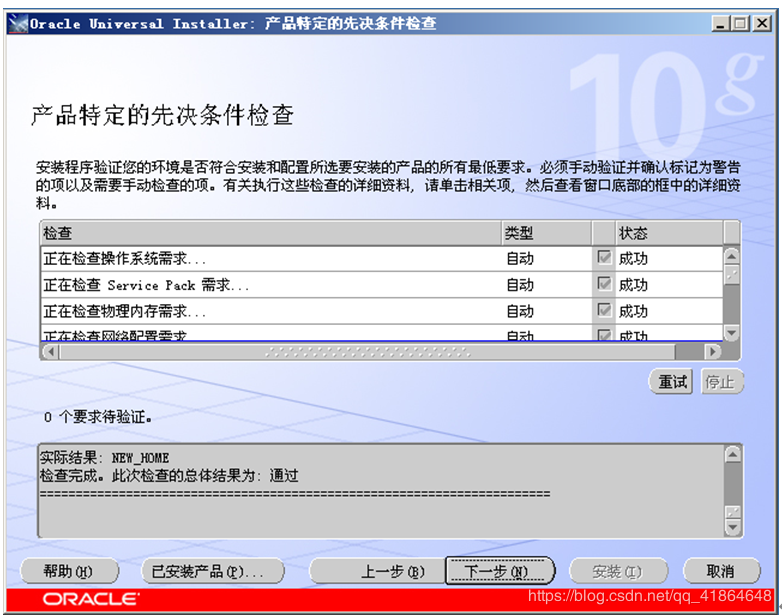 Oracle Universal Installer: 产品特定的先决条件检查
10g
产品特定的先决条件检查
安装程序验证您的环境是否符合安装和配置所选要安装的产品的所有最低要求。必须手动验证并确认标记为警告
的项以及需要手动检查的项。有关执行这些检查的详细资料, 请单击相关项, 然后查看窗口底部的框中的详细资
料。
检查 类型 状态
正在检查操作系统需求... 自动 成功
正在检查 Service Pack 需求... 自动 成功
正在检查物理内存需求... 自动 成功
正在检查网络配置需求 自动 成功
重试 停止
0 个要求待验证。
实际结果: NEW_HOME
检查完成。此次检查的总体结果为: 通过
========================================================================
帮助(H) 已安装产品(P)... 上一步(B) 下一步(N) 安装(I) 取消
ORACLE
https://blog.csdn.net/qq_41864648